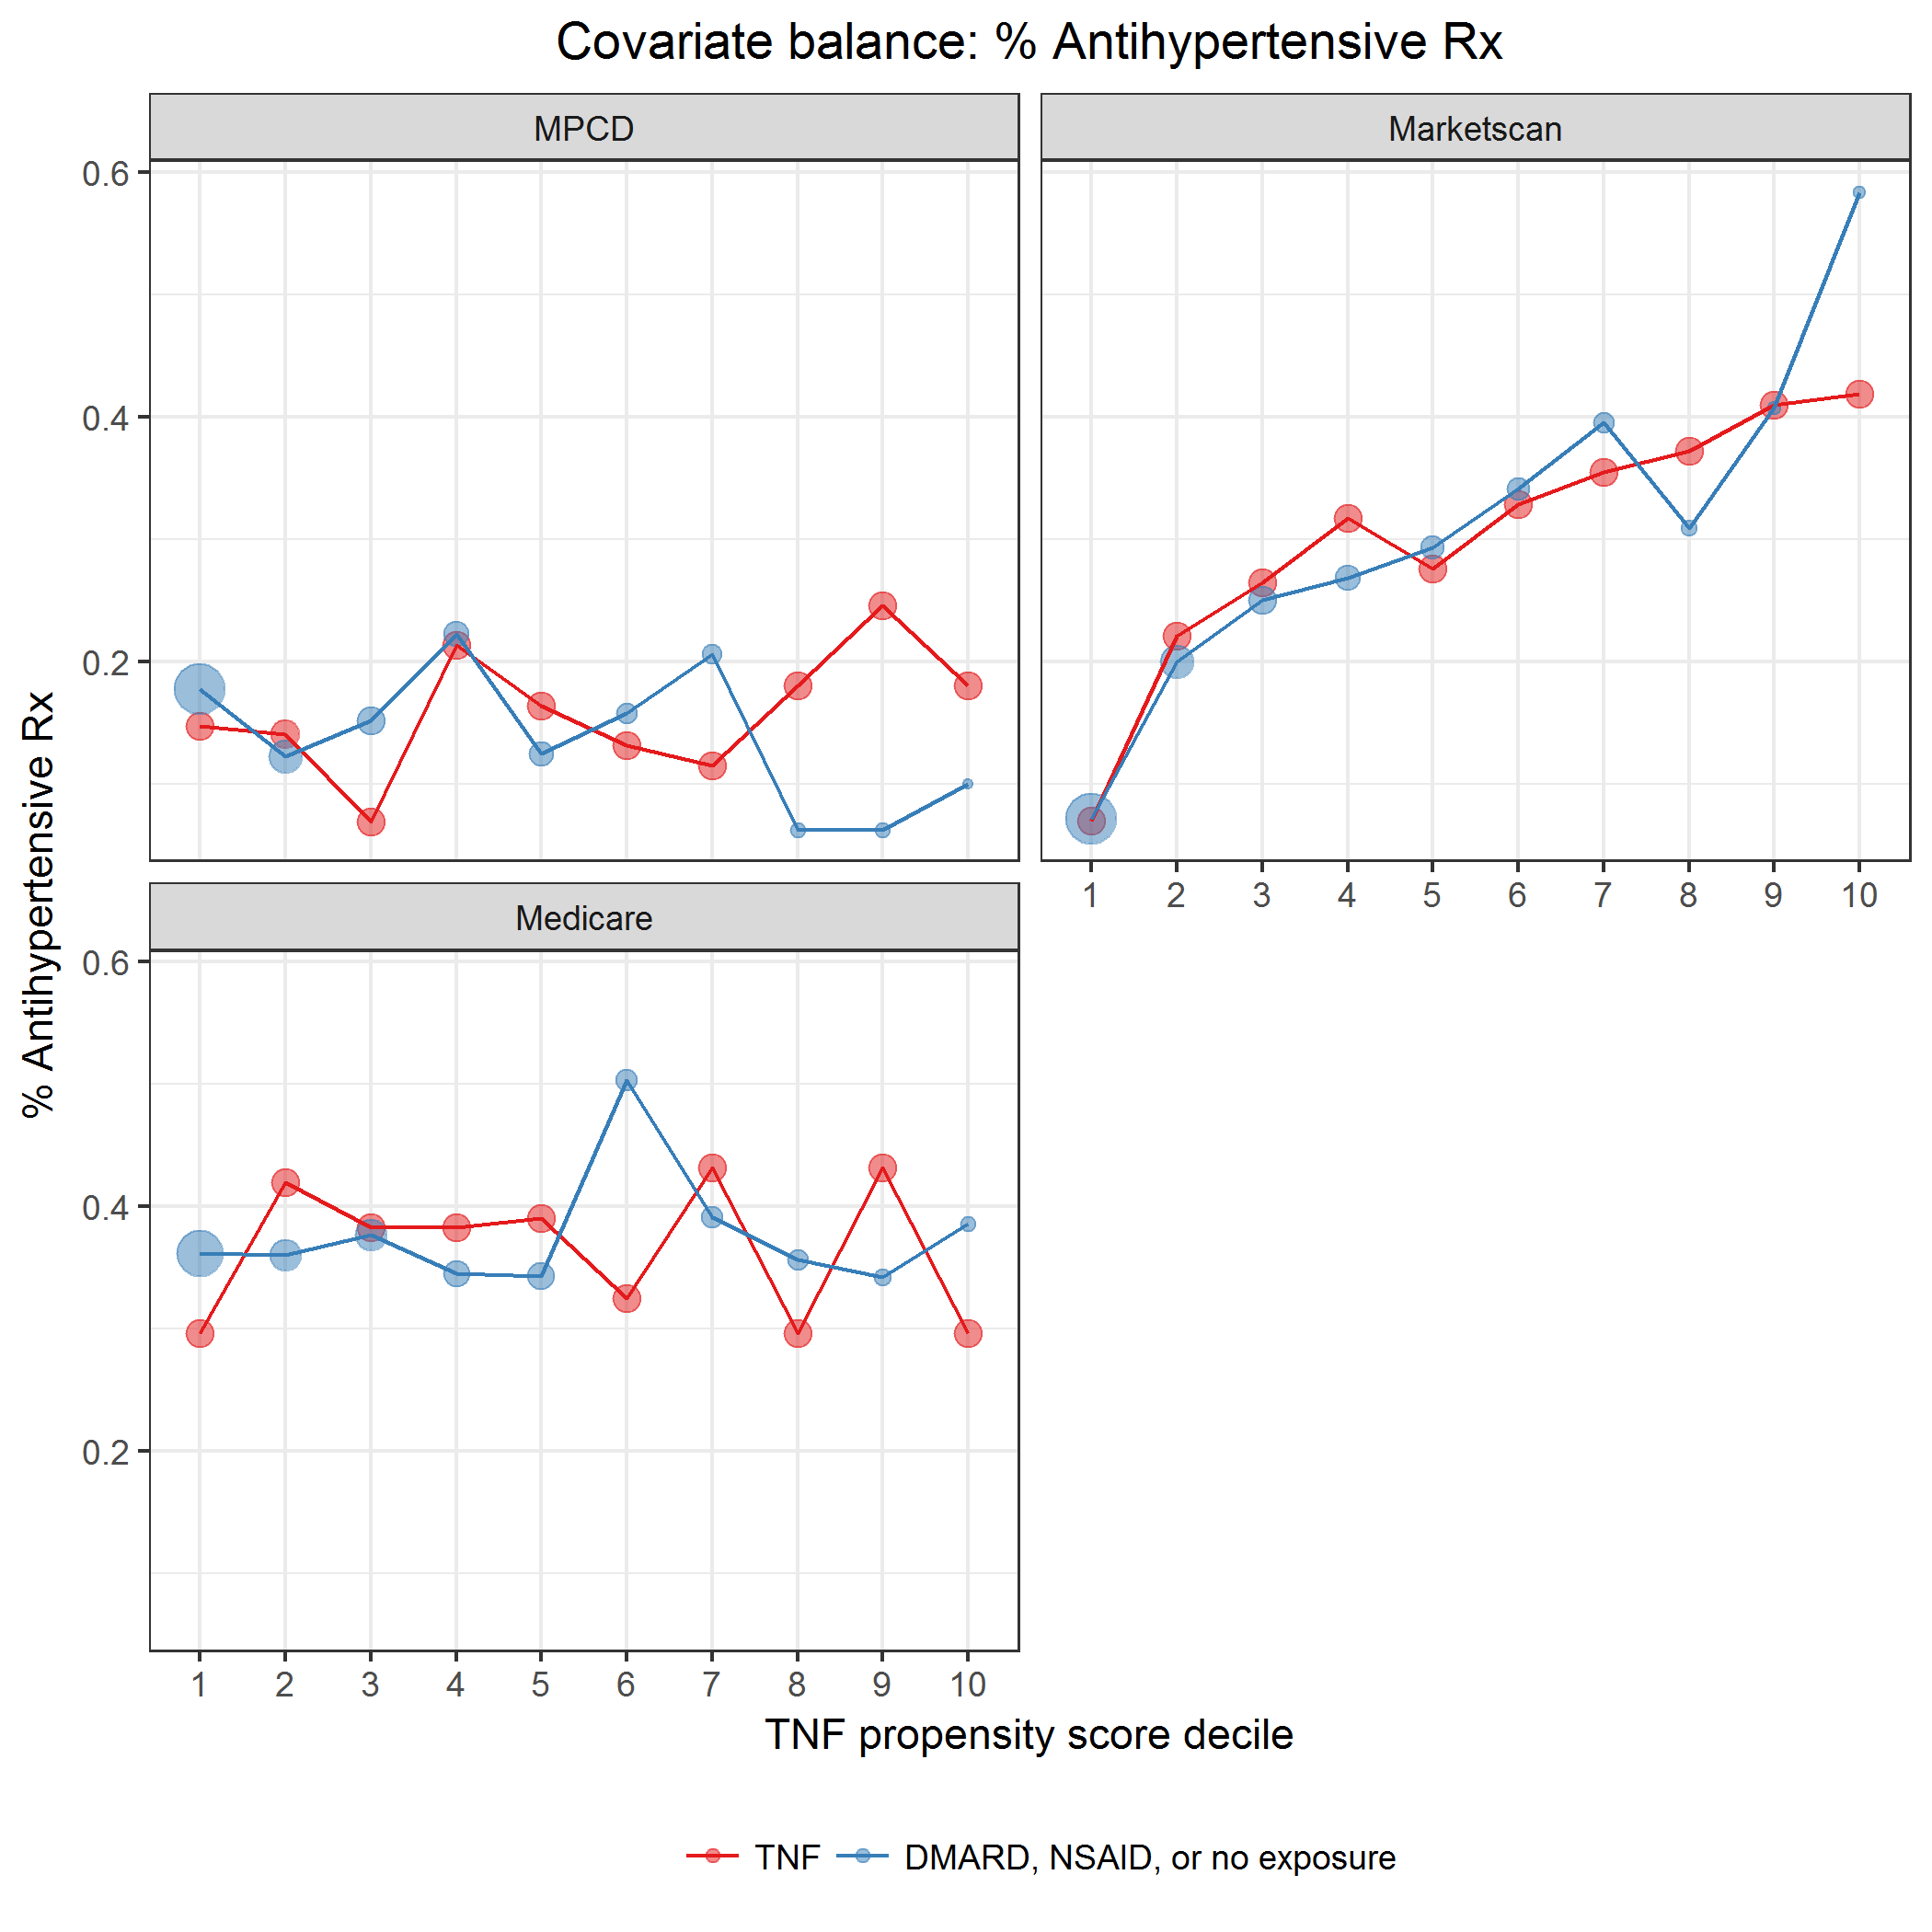 Covariate balance: % Antihypertensive Rx
MPCD
Marketscan
0.6
0.4
0.2
1 2 3 4 5 6 7 8 9 10
Medicare
0.6
0.4
0.2
1 2 3 4 5 6 7 8 9 10
% Antihypertensive Rx
TNF propensity score decile
TNF
DMARD, NSAID, or no exposure